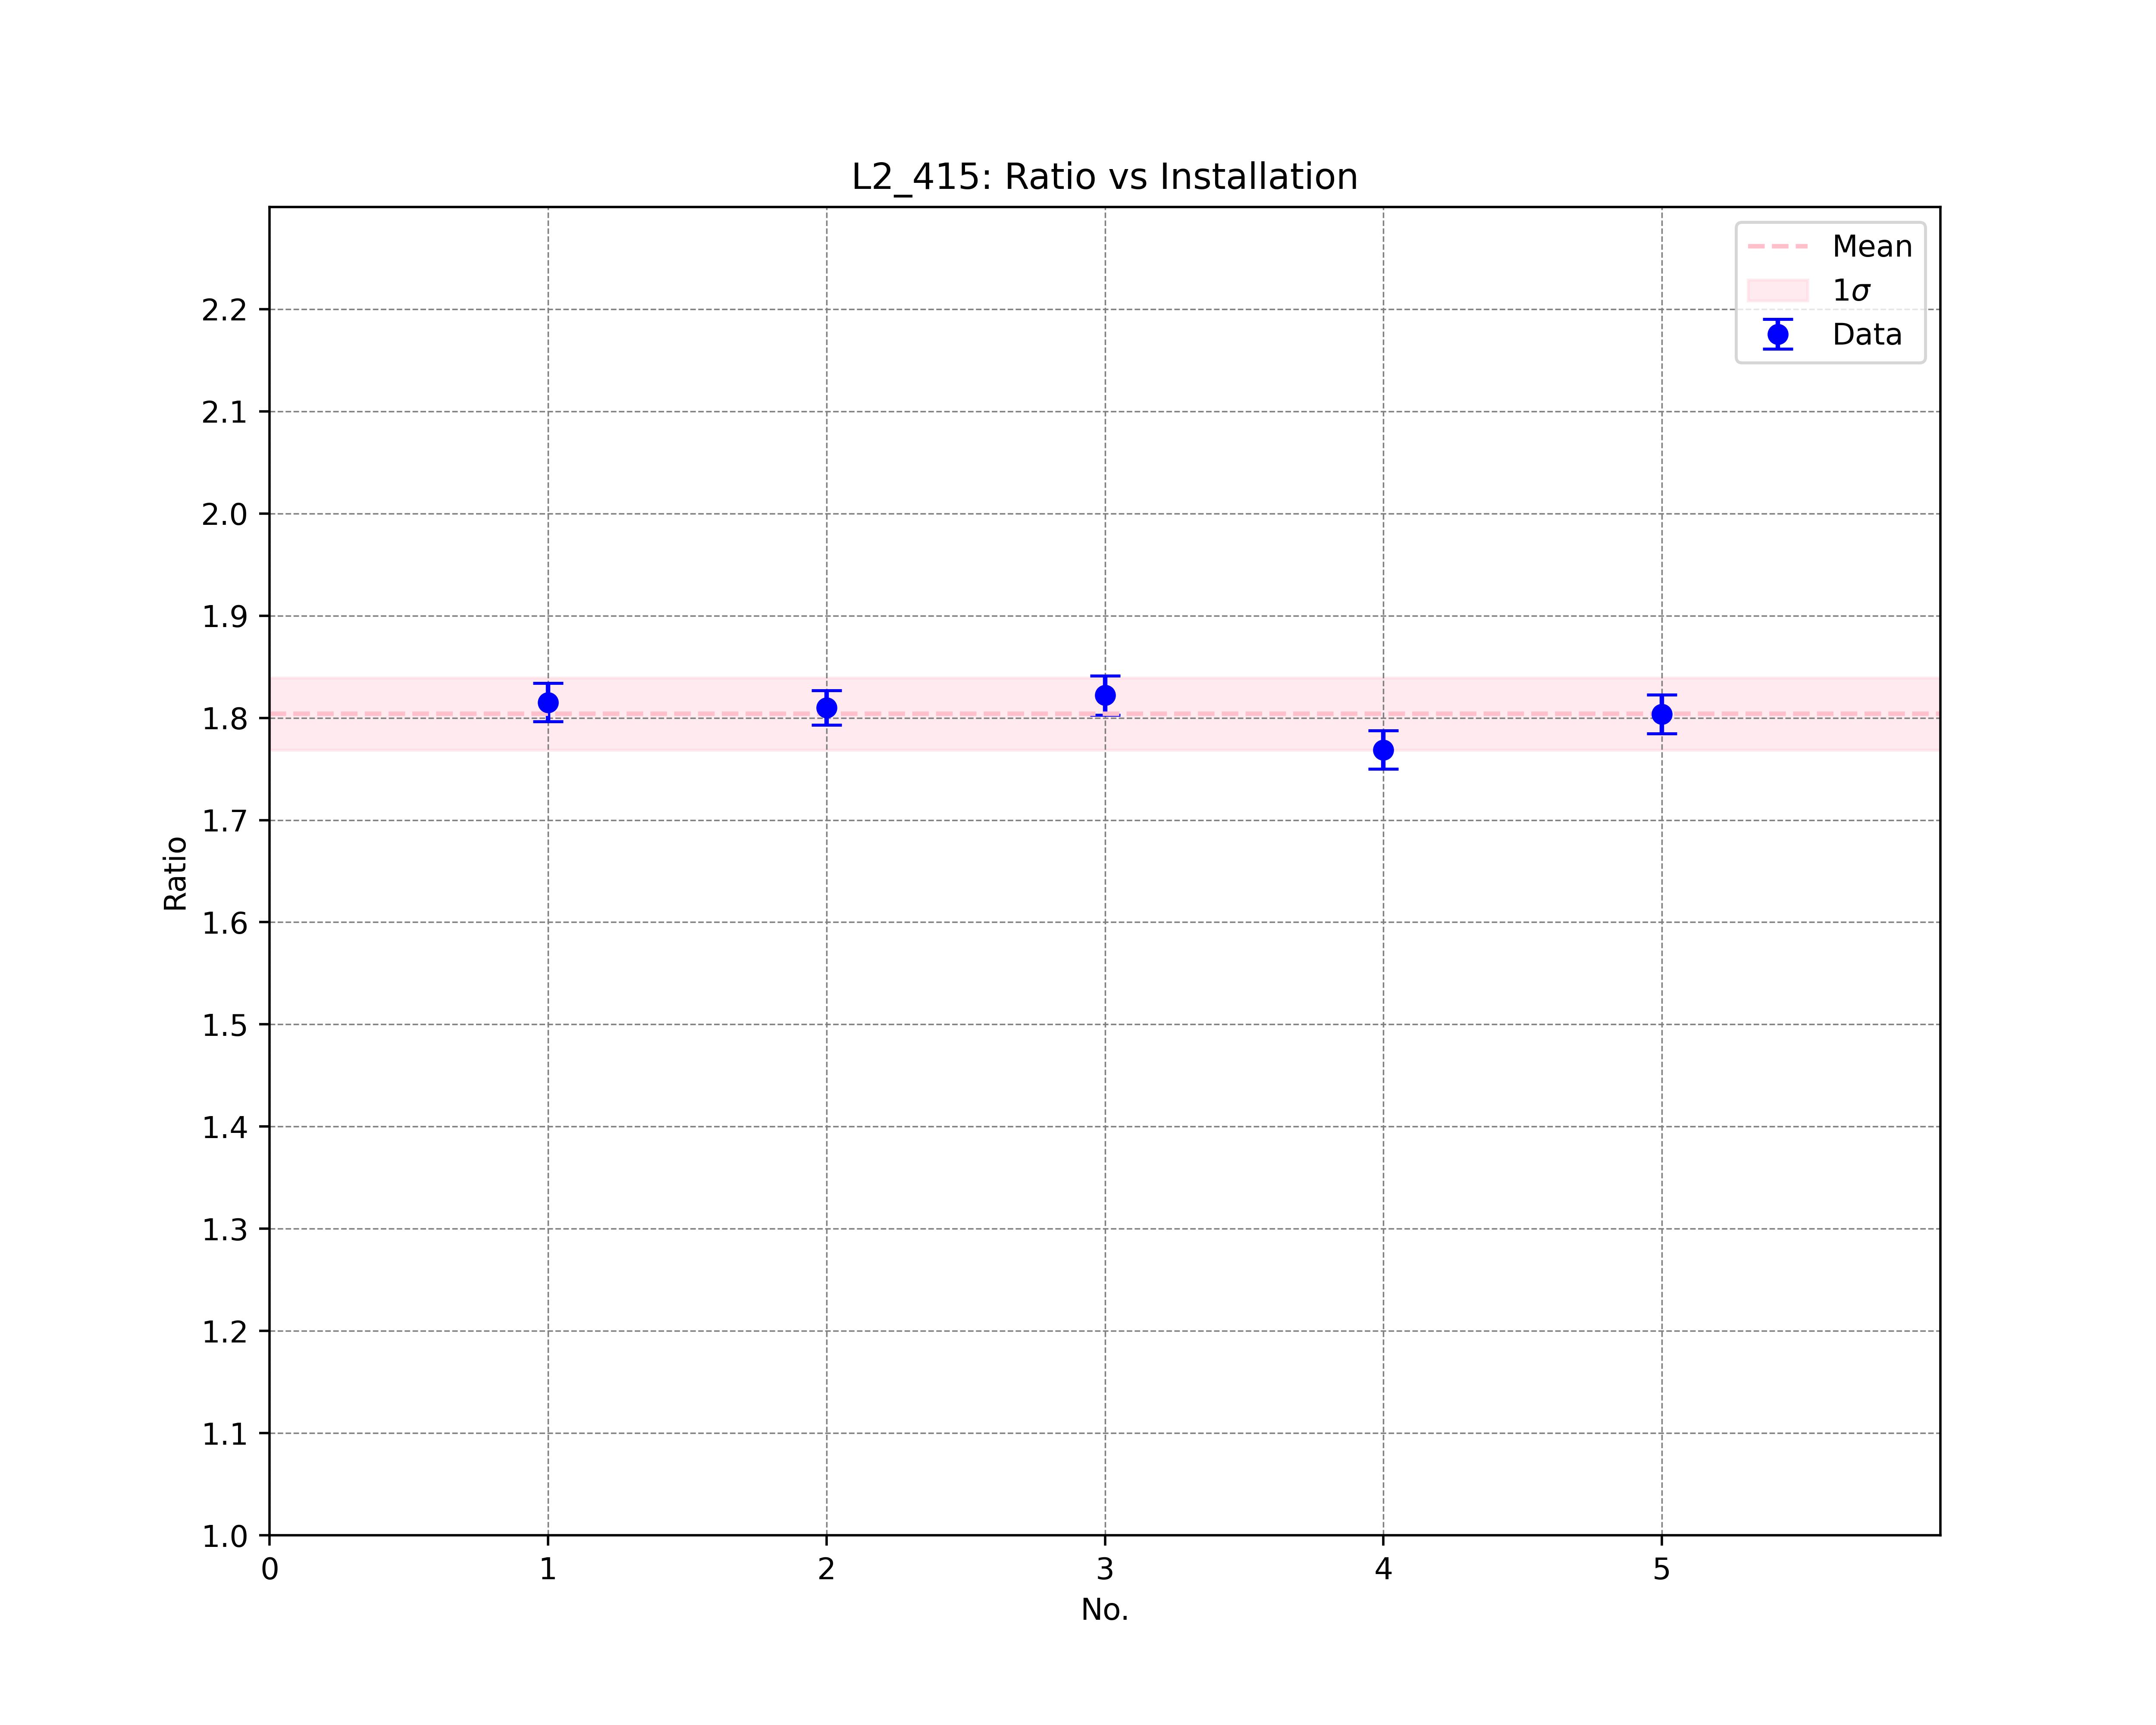 L2_415: Ratio vs Installation
Mean
1σ
Data
Ratio
2.2
2.1
2.0
1.9
1.8
1.7
1.6
1.5
1.4
1.3
1.2
1.1
1.0
0 1 2 3 4 5
No.